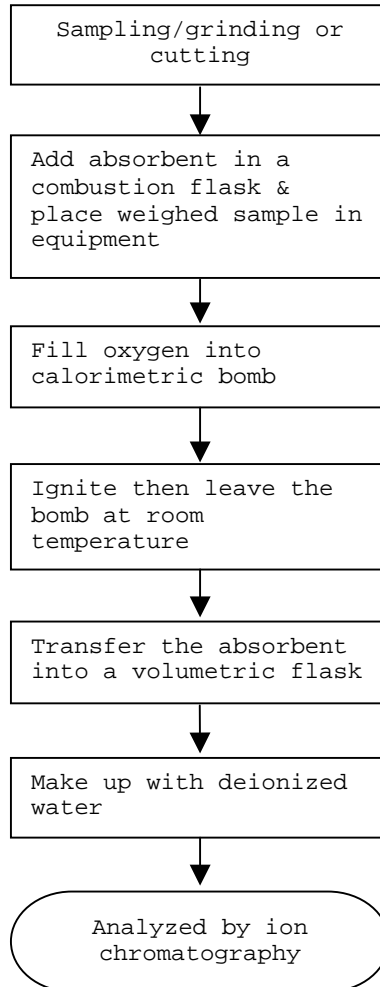 Sampling/grinding or
cutting
Add absorbent in a
combustion flask &
place weighed sample in
equipment
Fill oxygen into
calorimetric bomb
Ignite then leave the
bomb at room
temperature
Transfer the absorbent
into a volumetric flask
Make up with deionized
water
Analyzed by ion
chromatography